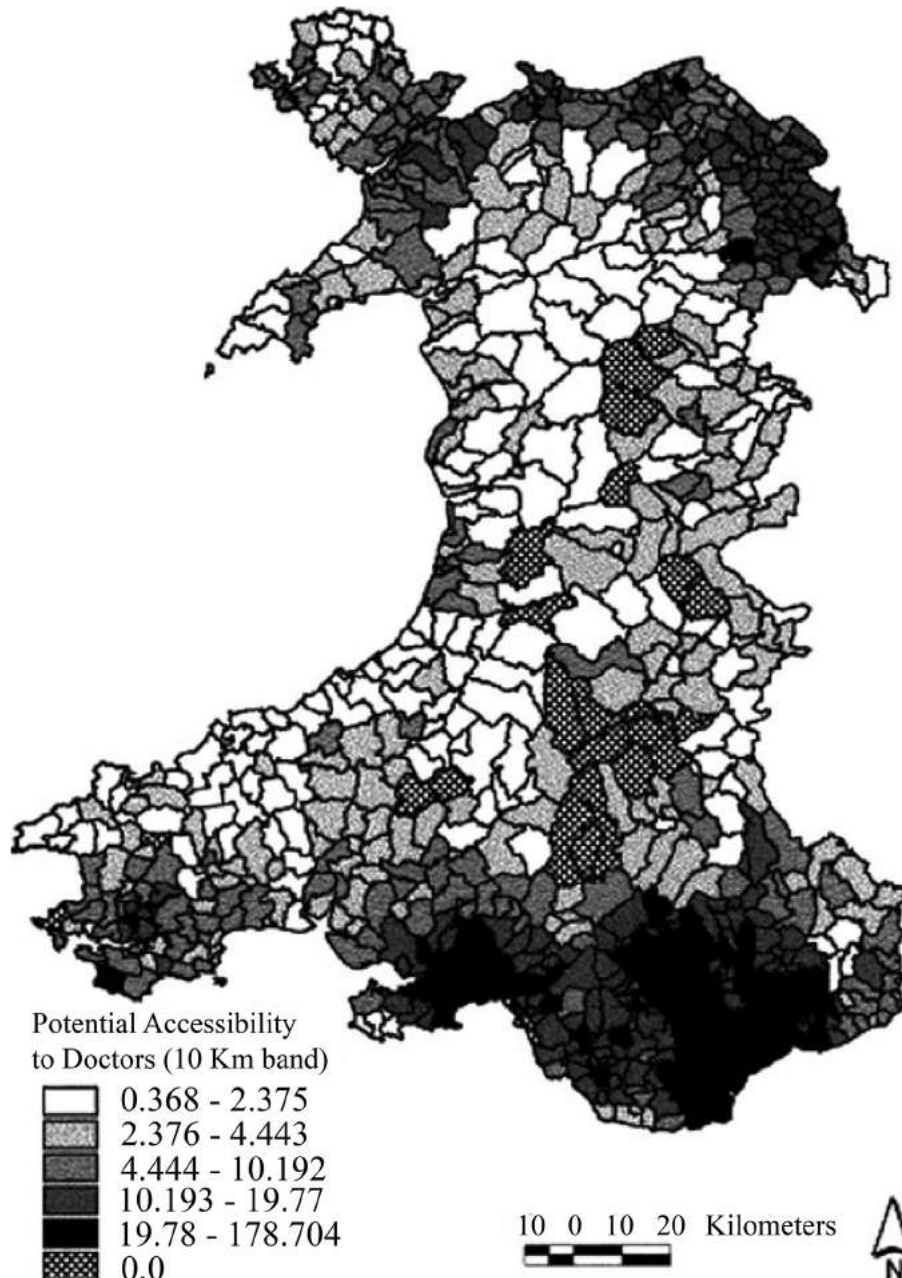 Potential Accessibility
to Doctors (10 Km band)
0.368 - 2.375
2.376 - 4.443
4.444 - 10.192
10.193 - 19.77
19.78 - 178.704
0.0
10 0 10 20 Kilometers
N